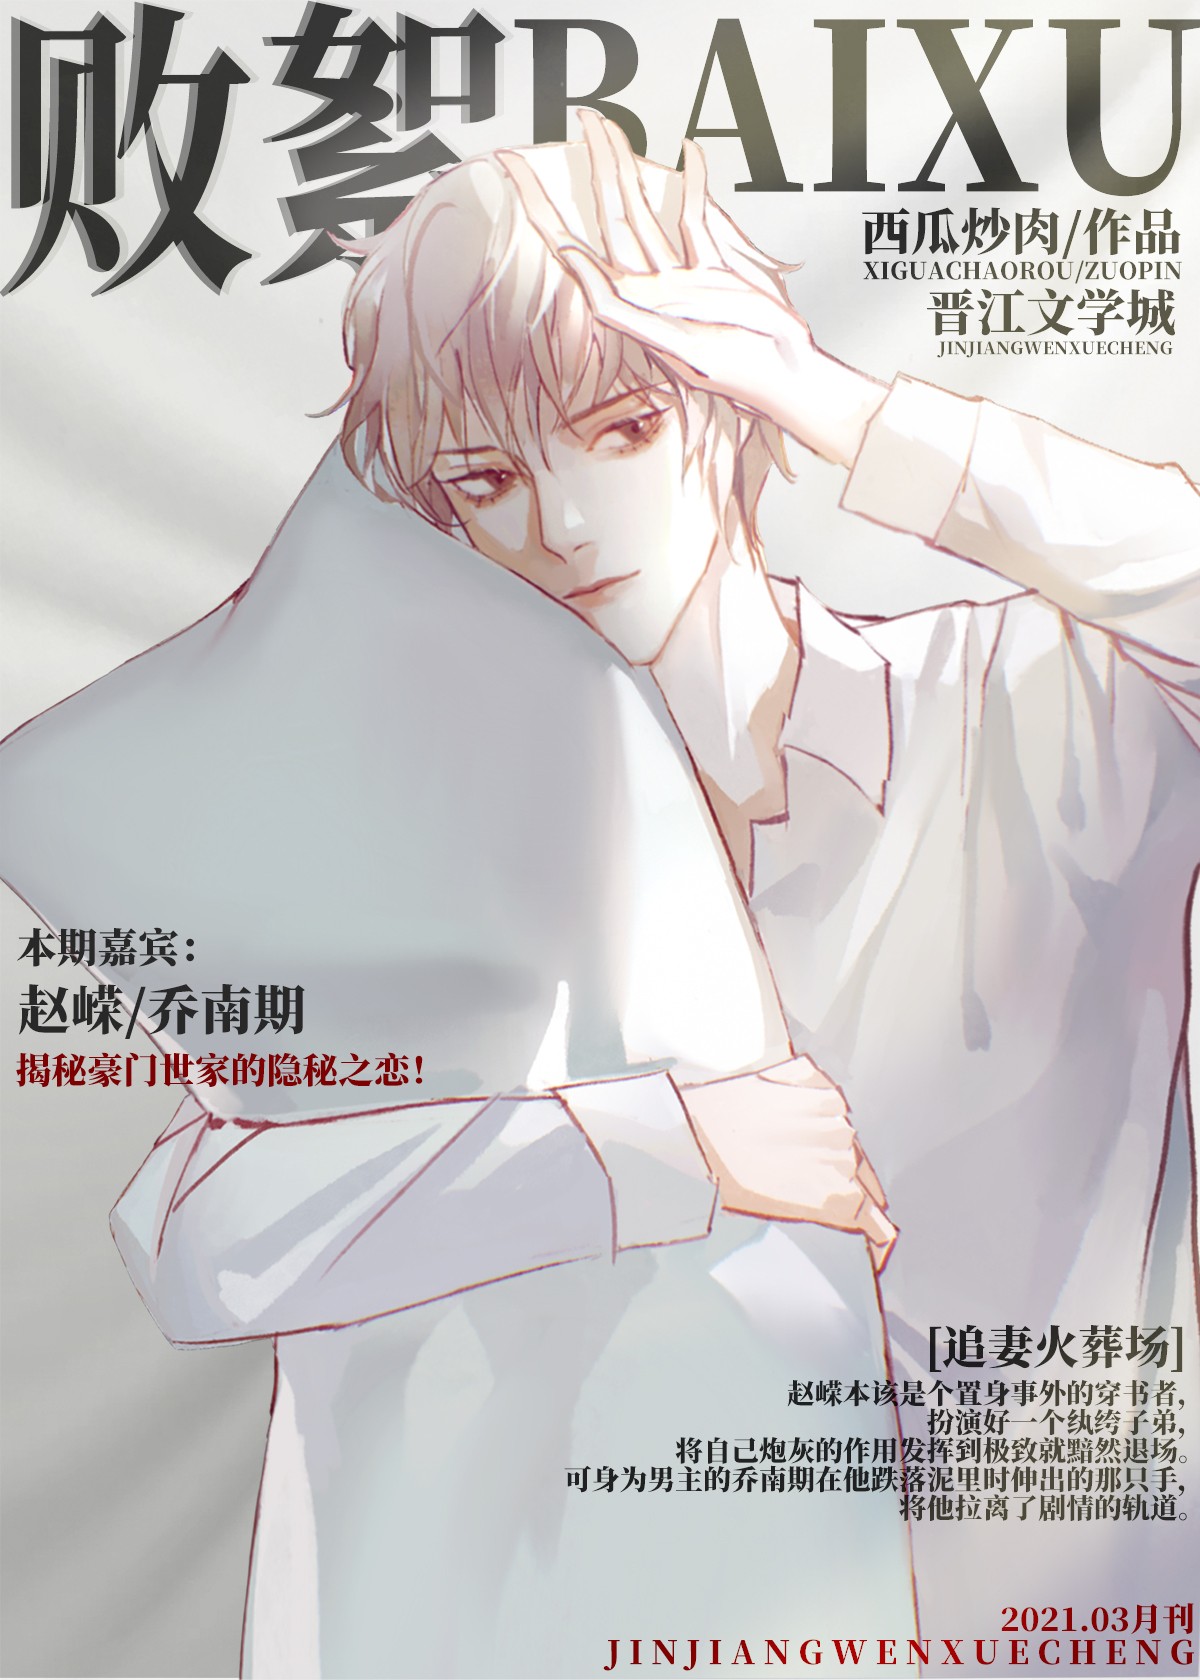 败絮BAIXU
西瓜炒肉/作品
XIGUACHAOROU/ZUOPIN
晋江文学城
JINJIANGWENXUECHENG
本期嘉宾：
赵嵘/乔南期
揭秘豪门世家的隐秘之恋！
[追妻火葬场]
赵嵘本该是个置身事外的穿书者，
扮演好一个纨绔子弟，
将自己炮灰的作用发挥到极致就黯然退场。
可身为男主的乔南期在他跌落泥里时伸出的那只手，
将他拉离了剧情的轨道。
2021.03月刊
JINJIANGWENXUECHENG